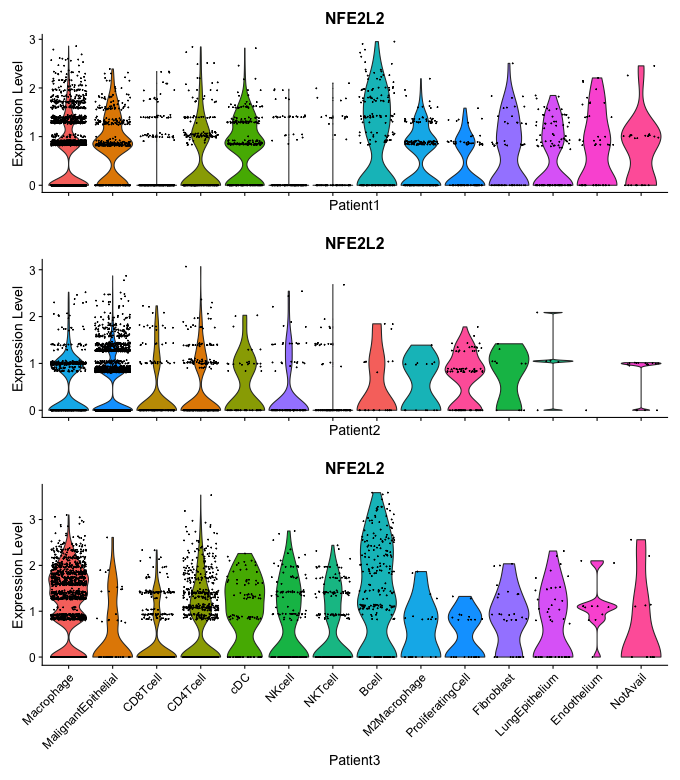 NFE2L2
Expression Level
3
2
1
0
Patient1
NFE2L2
Expression Level
3
2
1
0
Patient2
NFE2L2
Expression Level
3
2
1
0
Macrophage
MalignantEpithelial
CD8Tcell
CD4Tcell
cDC
NKcell
NKTcell
Bcell
M2Macrophage
ProliferatingCell
Fibroblast
LungEpithelium
Endothelium
NotAvail
Patient3